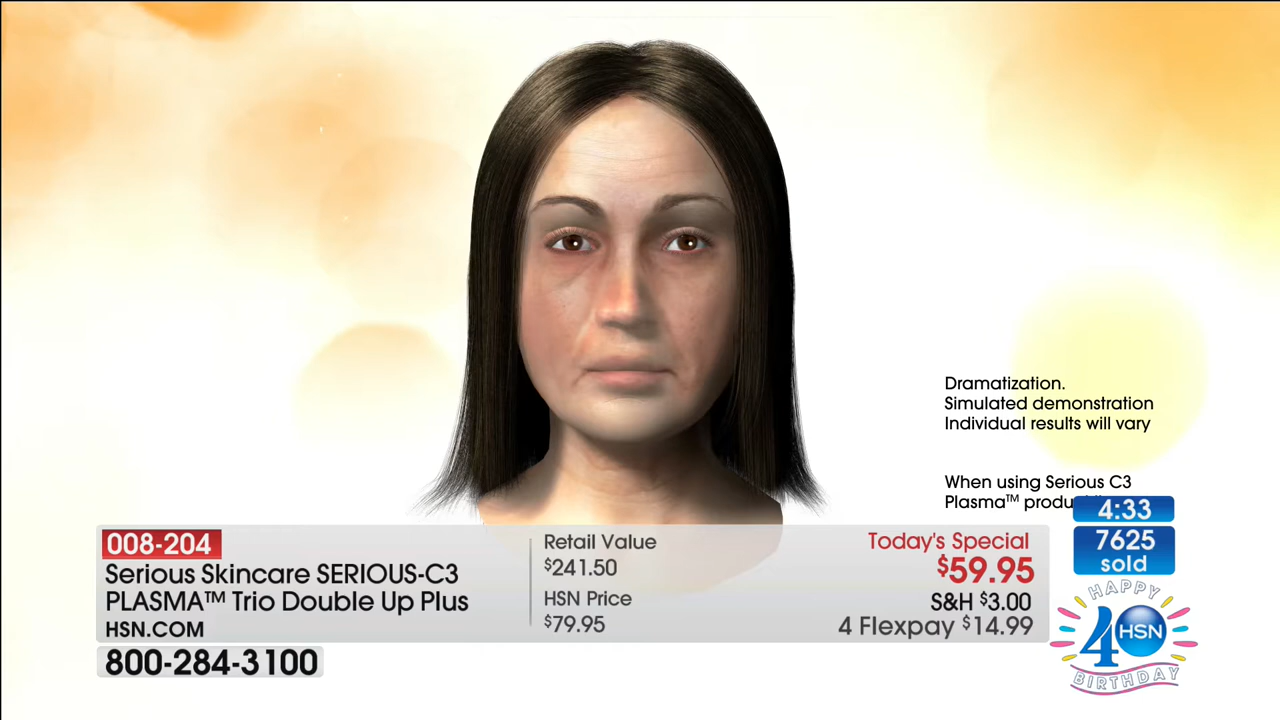 Dramatization.
Simulated demonstration
Individual results will vary
When using Serious C3
Plasma™
4:33
7625
sold
008-204
Serious Skincare SERIOUS-C3
PLASMA™ Trio Double Up Plus
HSN.COM
800-284-3100
Retail Value
$241.50
HSN Price
$79.95
Today's Special
$59.95
S&H $3.00
4 Flexpay $14.99
HAPPY
40
HSN
BIRTHDAY